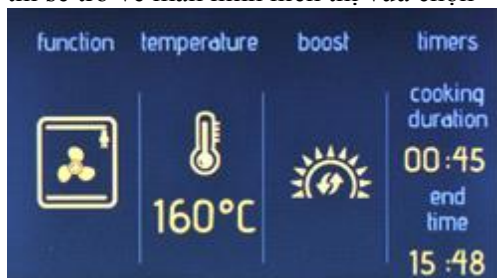 function temperature boost timers
cooking
duration
00:45
160°C
end
time
15:48